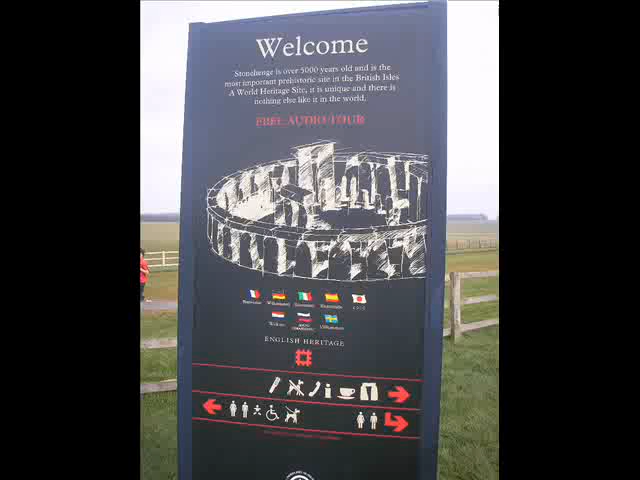 Welcome
Stonehenge is over 5000 years old and is the
most important prehistoric site in the British Isles
A World Heritage Site, it is unique and there is
nothing else like it in the world.
FREE AUDIO TOUR
ENGLISH HERITAGE